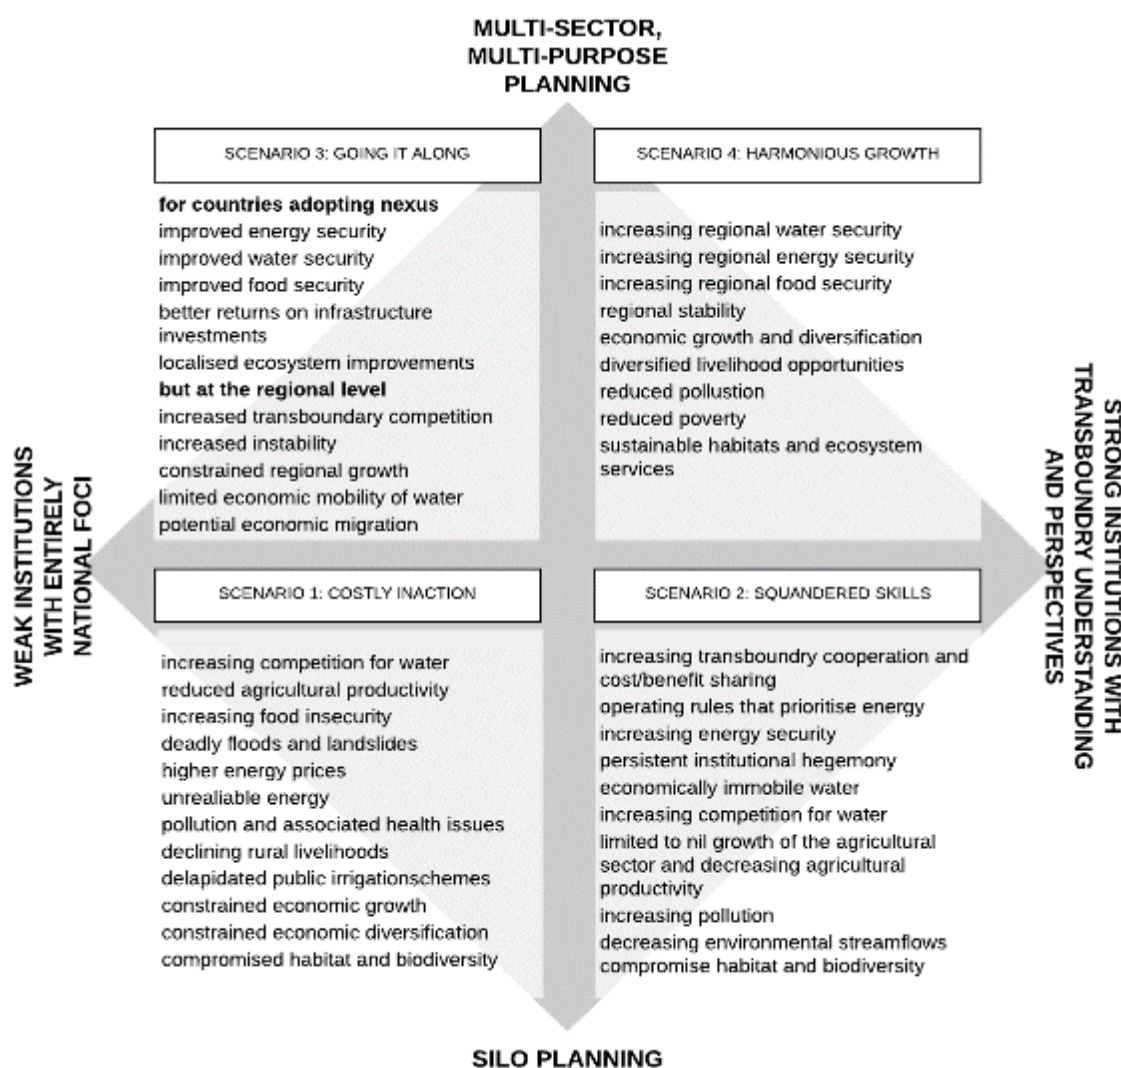 MULTI-SECTOR,
MULTI-PURPOSE
PLANNING
SCENARIO 3: GOING IT ALONG
for countries adopting nexus
improved energy security
improved water security
improved food security
better returns on infrastructure
investments
localised ecosystem improvements
but at the regional level
increased transboundary competition
increased instability
constrained regional growth
limited economic mobility of water
potential economic migration
SCENARIO 4: HARMONIOUS GROWTH
increasing regional water security
increasing regional energy security
increasing regional food security
regional stability
economic growth and diversification
diversified livelihood opportunities
reduced pollustion
reduced poverty
sustainable habitats and ecosystem
services
WEAK INSTITUTIONS
WITH ENTIRELY
NATIONAL FOCI
STRONG INSTITUTIONS WITH
TRANSBOUNDRY UNDERSTANDING
AND PERSPECTIVES
SCENARIO 1: COSTLY INACTION
increasing competition for water
reduced agricultural productivity
increasing food insecurity
deadly floods and landslides
higher energy prices
unrealiable energy
pollution and associated health issues
declining rural livelihoods
delapidated public irrigationschemes
constrained economic growth
constrained economic diversification
compromised habitat and biodiversity
SCENARIO 2: SQUANDERED SKILLS
increasing transboundry cooperation and
cost/benefit sharing
operating rules that prioritise energy
increasing energy security
persistent institutional hegemony
economically immobile water
increasing competition for water
limited to nil growth of the agricultural
sector and decreasing agricultural
productivity
increasing pollution
decreasing environmental streamflows
compromise habitat and biodiversity
SILO PLANNING